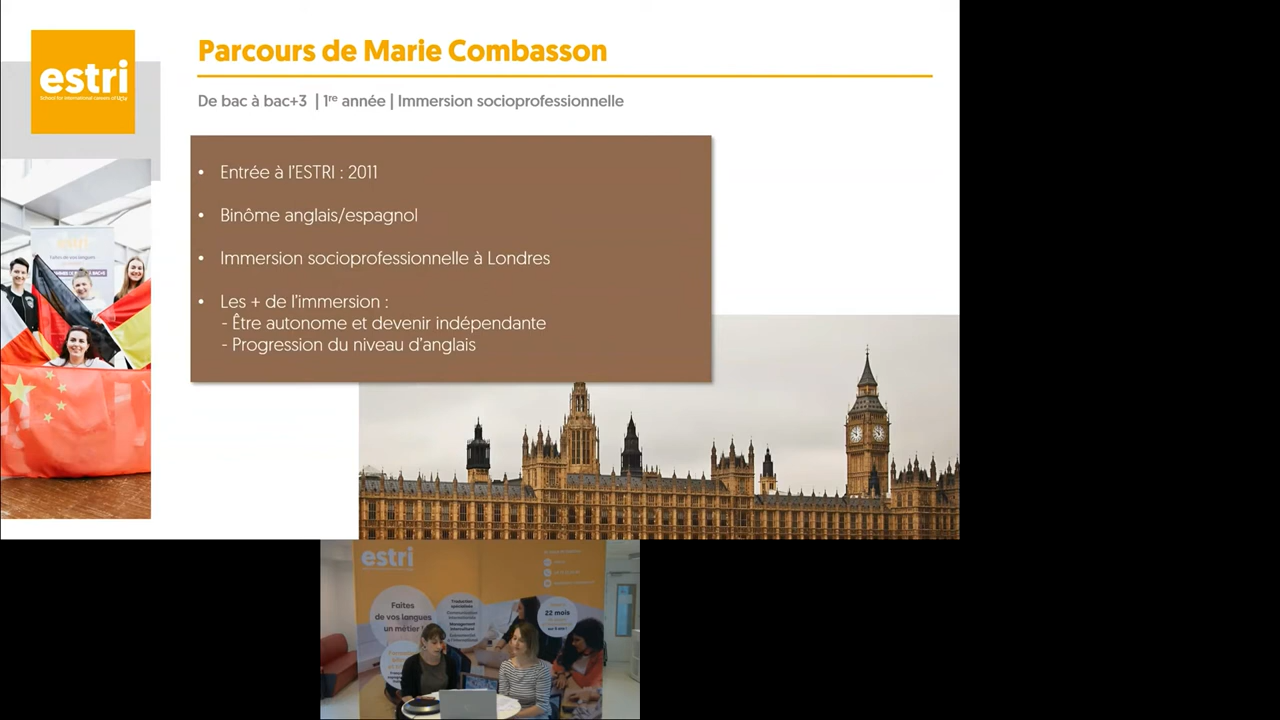 estri
School for international careers of ucly
Parcours de Marie Combasson
De bac à bac+3 | 1re année | Immersion socioprofessionnelle
• Entrée à l'ESTRI : 2011
• Binôme anglais/espagnol
• Immersion socioprofessionnelle à Londres
• Les + de l'immersion :
- Être autonome et devenir indépendante
- Progression du niveau d'anglais
estri
Faites
de vos langues
un métier !
22 mois